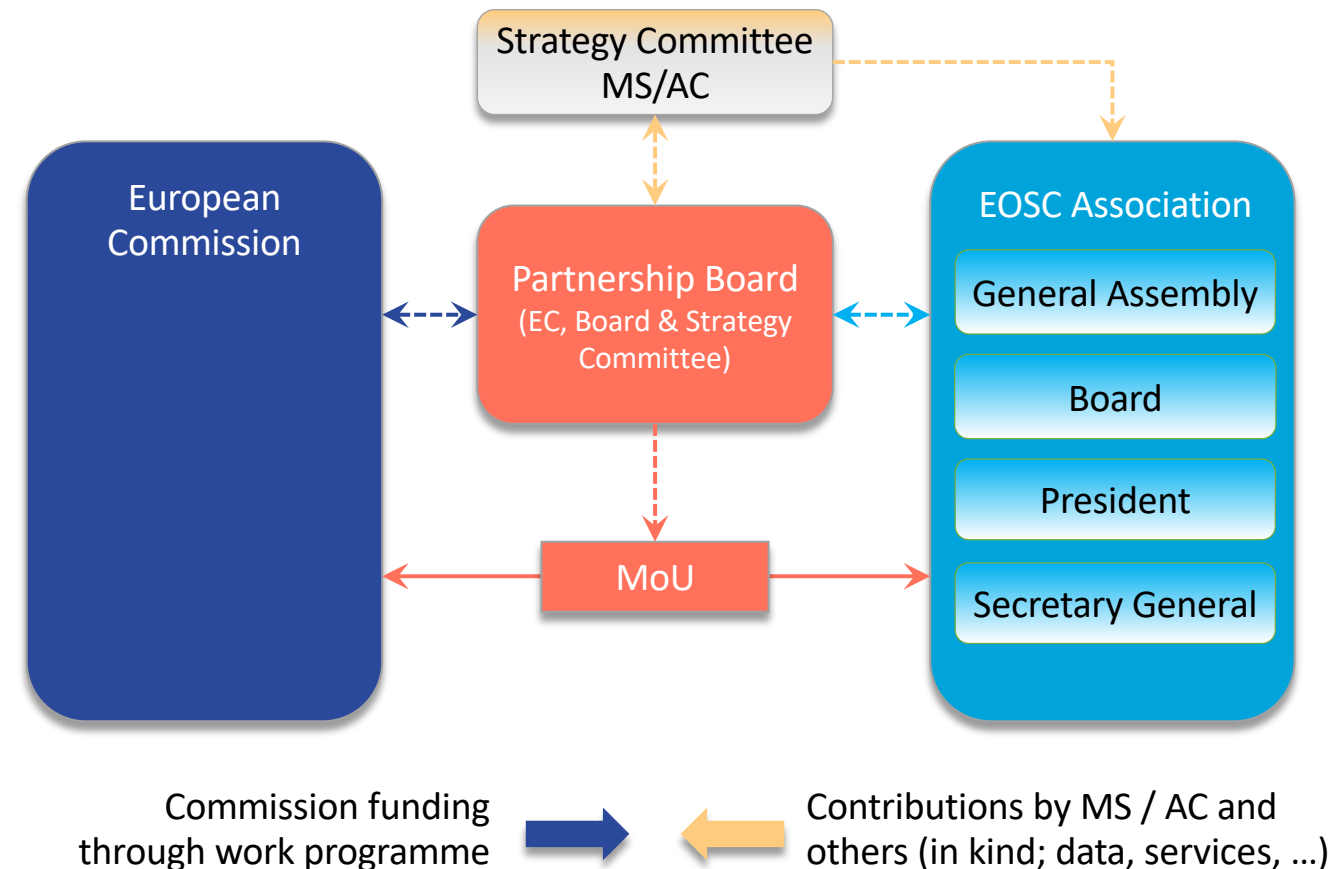 Strategy Committee
MS/AC
European
Commission
Partnership Board
(EC, Board & Strategy
Committee)
MoU
EOSC Association
General Assembly
Board
President
Secretary General
Commission funding
through work programme
Contributions by MS / AC and
others (in kind; data, services, ...)